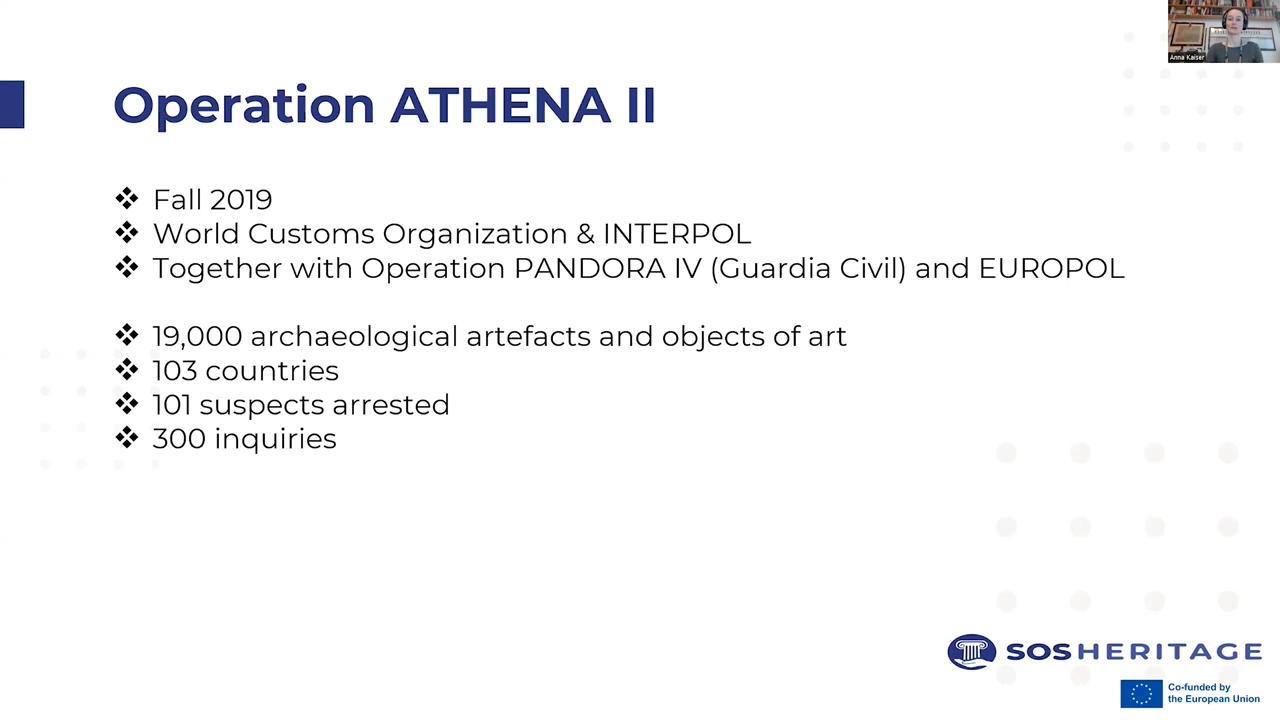 Anna Kaiser
Operation ATHENA II
❖ Fall 2019
❖ World Customs Organization & INTERPOL
❖ Together with Operation PANDORA IV (Guardia Civil) and EUROPOL
❖ 19,000 archaeological artefacts and objects of art
❖ 103 countries
❖ 101 suspects arrested
❖ 300 inquiries
SOSHERITAGE
Co-funded by
the European Union